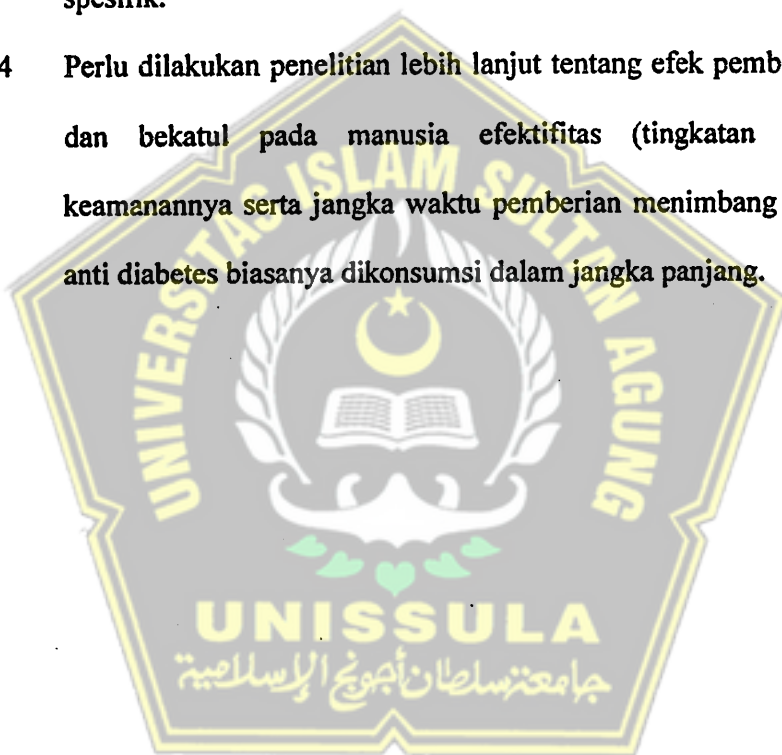 spesifik.
4 Perlu dilakukan penelitian lebih lanjut tentang efek pemb
dan bekatul pada manusia efektifitas (tingkatan
keamanannya serta jangka waktu pemberian menimbang
anti diabetes biasanya dikonsumsi dalam jangka panjang.
UNIVERSITAS ISLAM SULTAN AGUNG
UNISSULA
جامعة سلطان أجونج الإسلامية